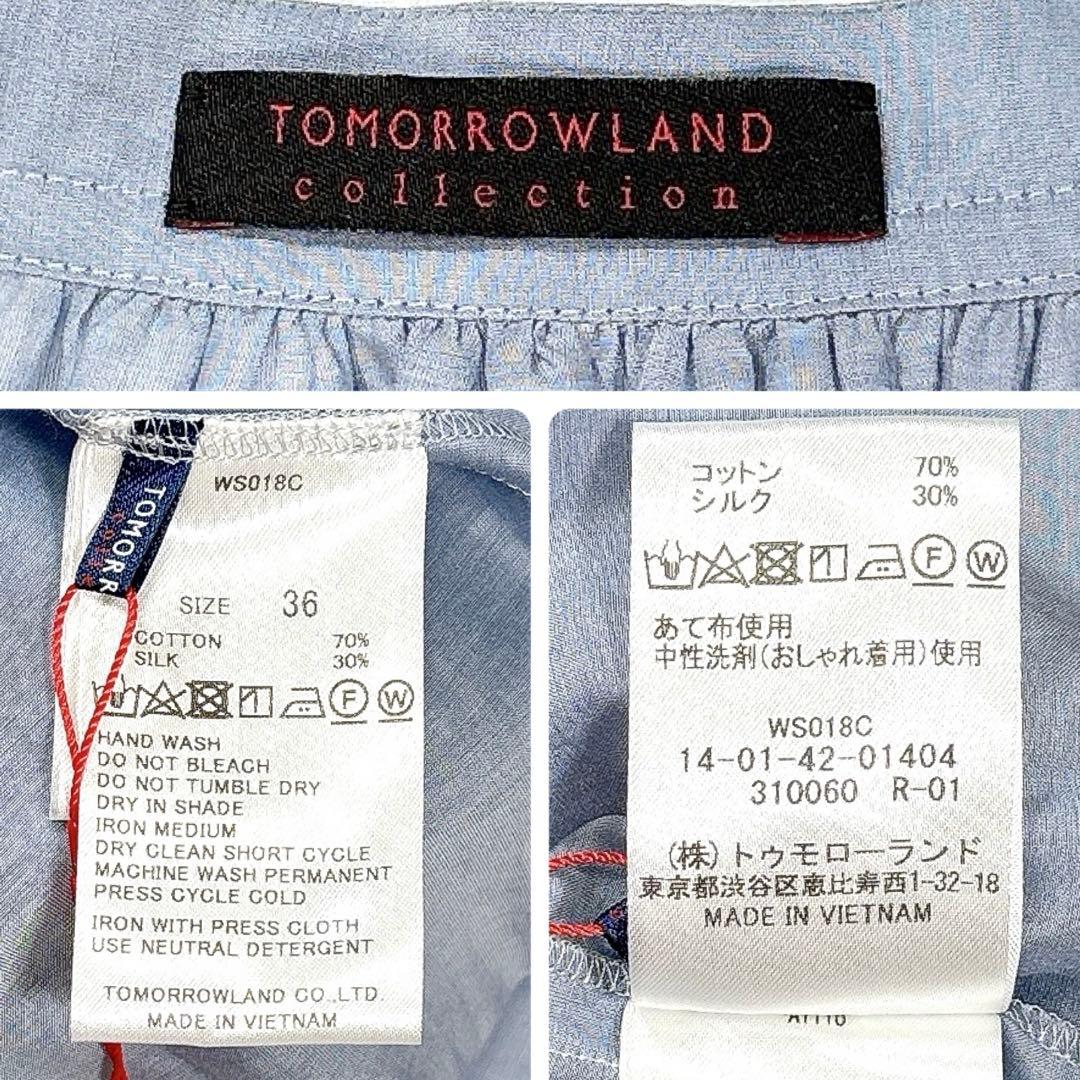 TOMORROWLAND
collection
WS018C
TOMORR
SIZE 36
COTTON 70%
SILK 30%
F W
HAND WASH
DO NOT BLEACH
DO NOT TUMBLE DRY
DRY IN SHADE
IRON MEDIUM
DRY CLEAN SHORT CYCLE
MACHINE WASH PERMANENT
PRESS CYCLE COLD
IRON WITH PRESS CLOTH
USE NEUTRAL DETERGENT
TOMORROWLAND CO.,LTD.
MADE IN VIETNAM
コットン 70%
シルク 30%
F W
あて布使用
中性洗剤(おしゃれ着用)使用
WS018C
14-01-42-01404
310060 R-01
(株)トゥモローランド
東京都渋谷区恵比寿西1-32-18
MADE IN VIETNAM